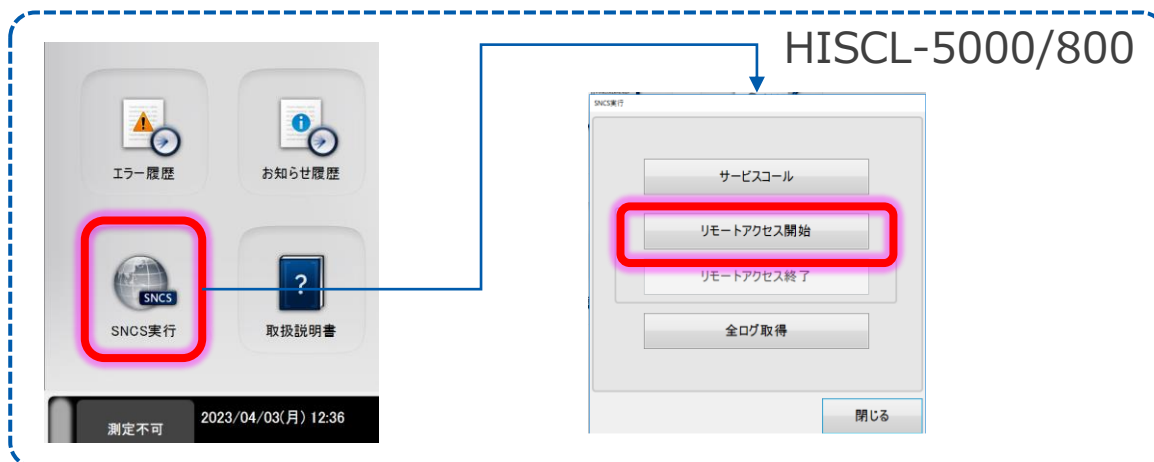 HISCL-5000/800
エラー履歴
お知らせ履歴
SNCS
SNCS実行
?
取扱説明書
測定不可
2023/04/03(月) 12:36
SNCS実行
サービスコール
リモートアクセス開始
リモートアクセス終了
全ログ取得
閉じる